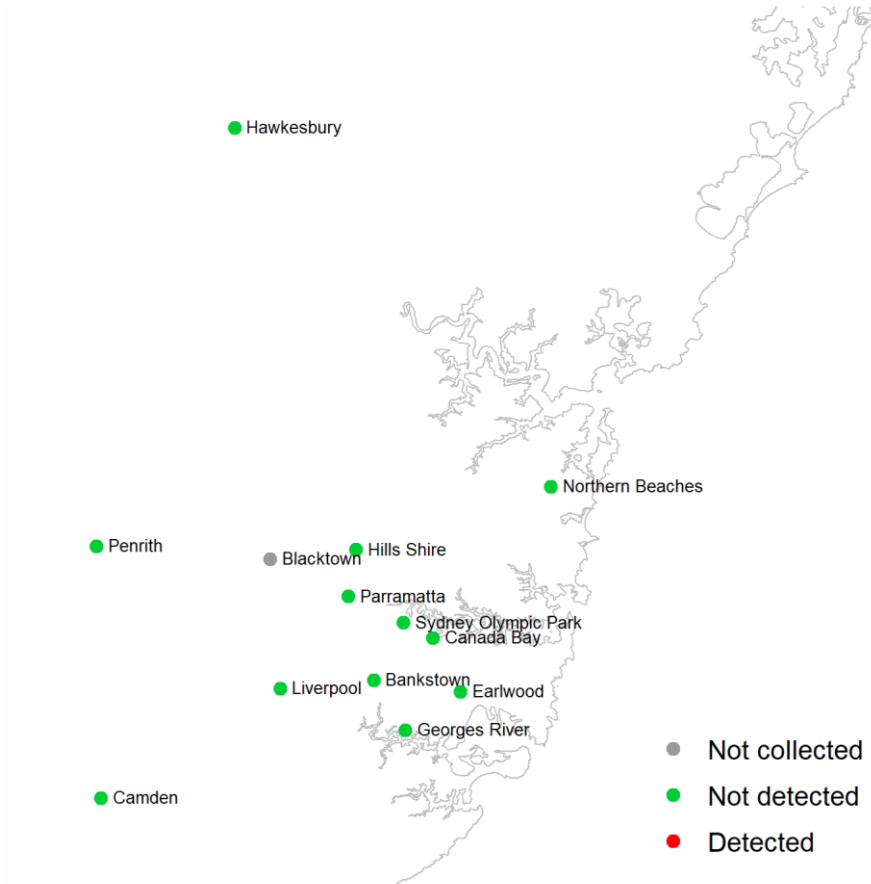 Hawkesbury
Northern Beaches
Penrith
Hills Shire
Blacktown
Parramatta
Sydney Olympic Park
Canada Bay
Bankstown
Liverpool
Earlwood
Georges River
Not collected
Not detected
Camden
Detected